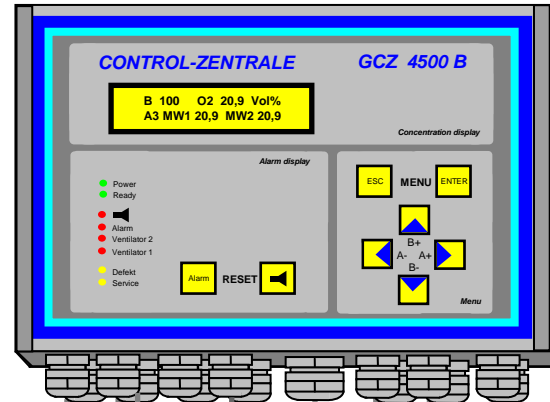 CONTROL-ZENTRALE GCZ 4500 B
B 100 O2 20,9 Vol%
A3 MW1 20,9 MW2 20,9
Concentration display
Alarm display
Power
Ready
Alarm
Ventilator 2
Ventilator 1
Defekt
Service
Alarm RESET
ESC MENU ENTER
B+
A- A+
B-
Menu